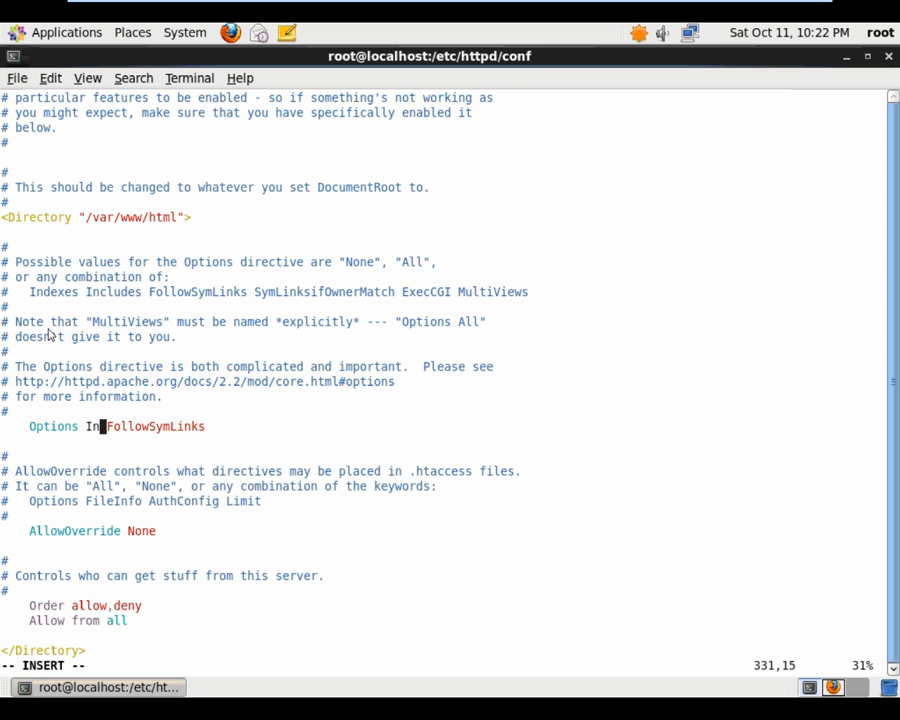 Applications Places System Sat Oct 11, 10:22 PM root
root@localhost:/etc/httpd/conf
File Edit View Search Terminal Help
# particular features to be enabled - so if something's not working as
# you might expect, make sure that you have specifically enabled it
# below.
#
#
# This should be changed to whatever you set DocumentRoot to.
#
<Directory "/var/www/html">
#
# Possible values for the Options directive are "None", "All",
# or any combination of:
#   Indexes Includes FollowSymLinks SymLinksifOwnerMatch ExecCGI MultiViews
#
# Note that "MultiViews" must be named *explicitly* --- "Options All"
# doesn't give it to you.
#
# The Options directive is both complicated and important.  Please see
# http://httpd.apache.org/docs/2.2/mod/core.html#options
# for more information.
#
    Options In FollowSymLinks
#
# AllowOverride controls what directives may be placed in .htaccess files.
# It can be "All", "None", or any combination of the keywords:
#   Options FileInfo AuthConfig Limit
#
    AllowOverride None
#
# Controls who can get stuff from this server.
#
    Order allow,deny
    Allow from all
</Directory>
-- INSERT -- 331,15 31%
root@localhost:/etc/ht...